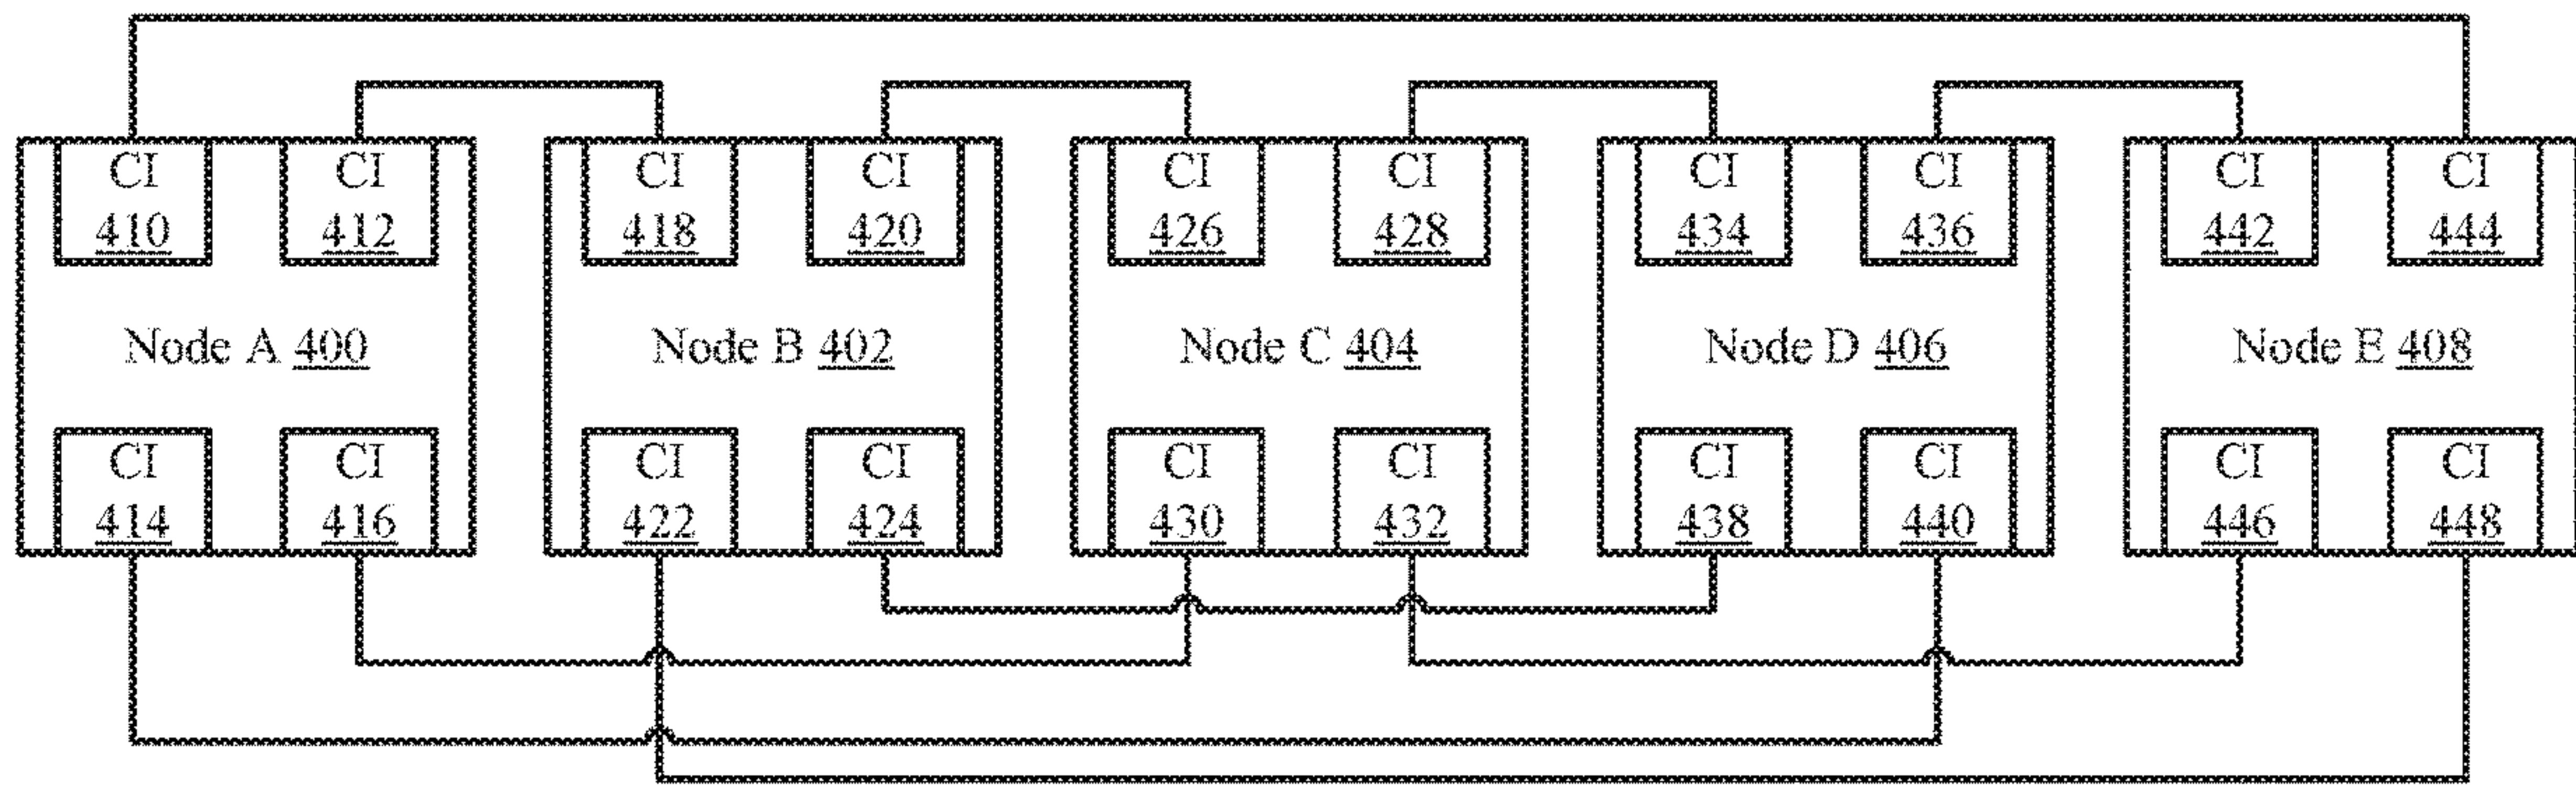 CI CI CI CI CI CI CI CI CI CI
410 412 418 420 426 428 434 436 442 444
Node A 400 Node B 402 Node C 404 Node D 406 Node E 408
CI CI CI CI CI CI CI CI CI CI
414 416 422 424 430 432 438 440 446 448